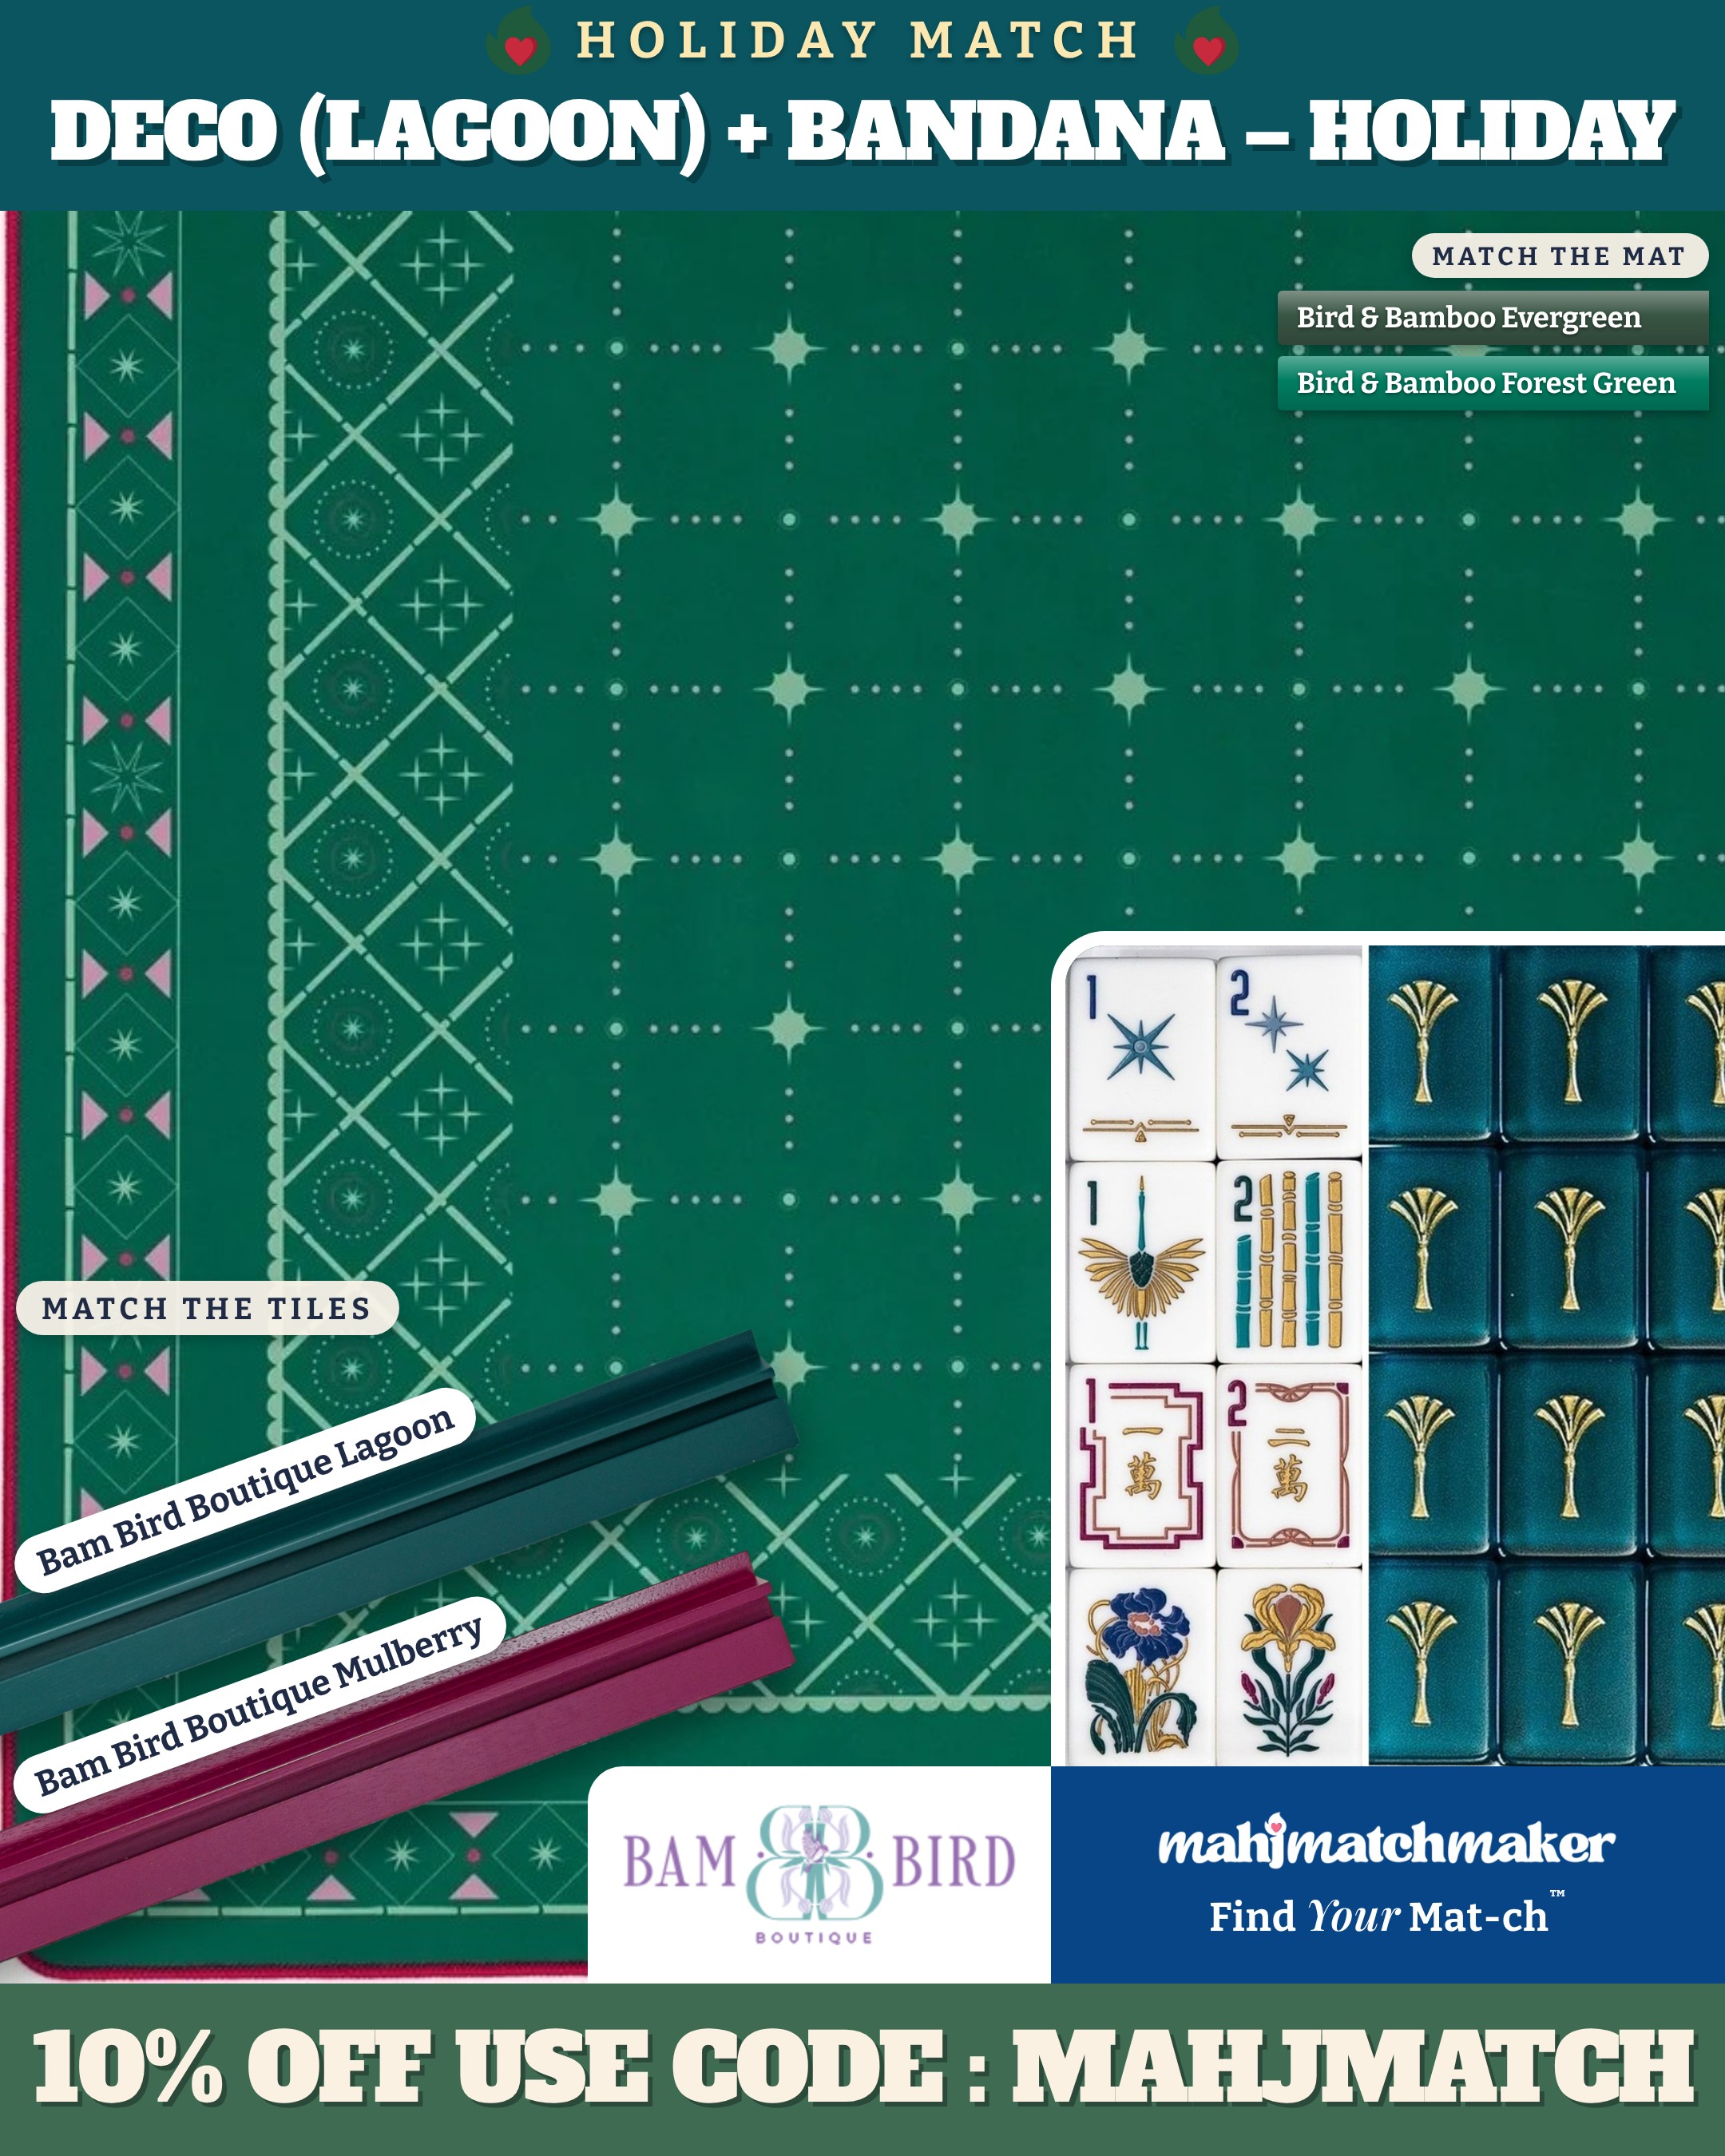 HOLIDAY MATCH
DECO (LAGOON) + BANDANA – HOLIDAY
MATCH THE MAT
Bird & Bamboo Evergreen
Bird & Bamboo Forest Green
1 2
1 2
1 一萬 2 二萬
MATCH THE TILES
Bam Bird Boutique Lagoon
Bam Bird Boutique Mulberry
BAM BIRD
BOUTIQUE
mahjmatchmaker
Find Your Mat-ch™
10% OFF USE CODE : MAHJMATCH